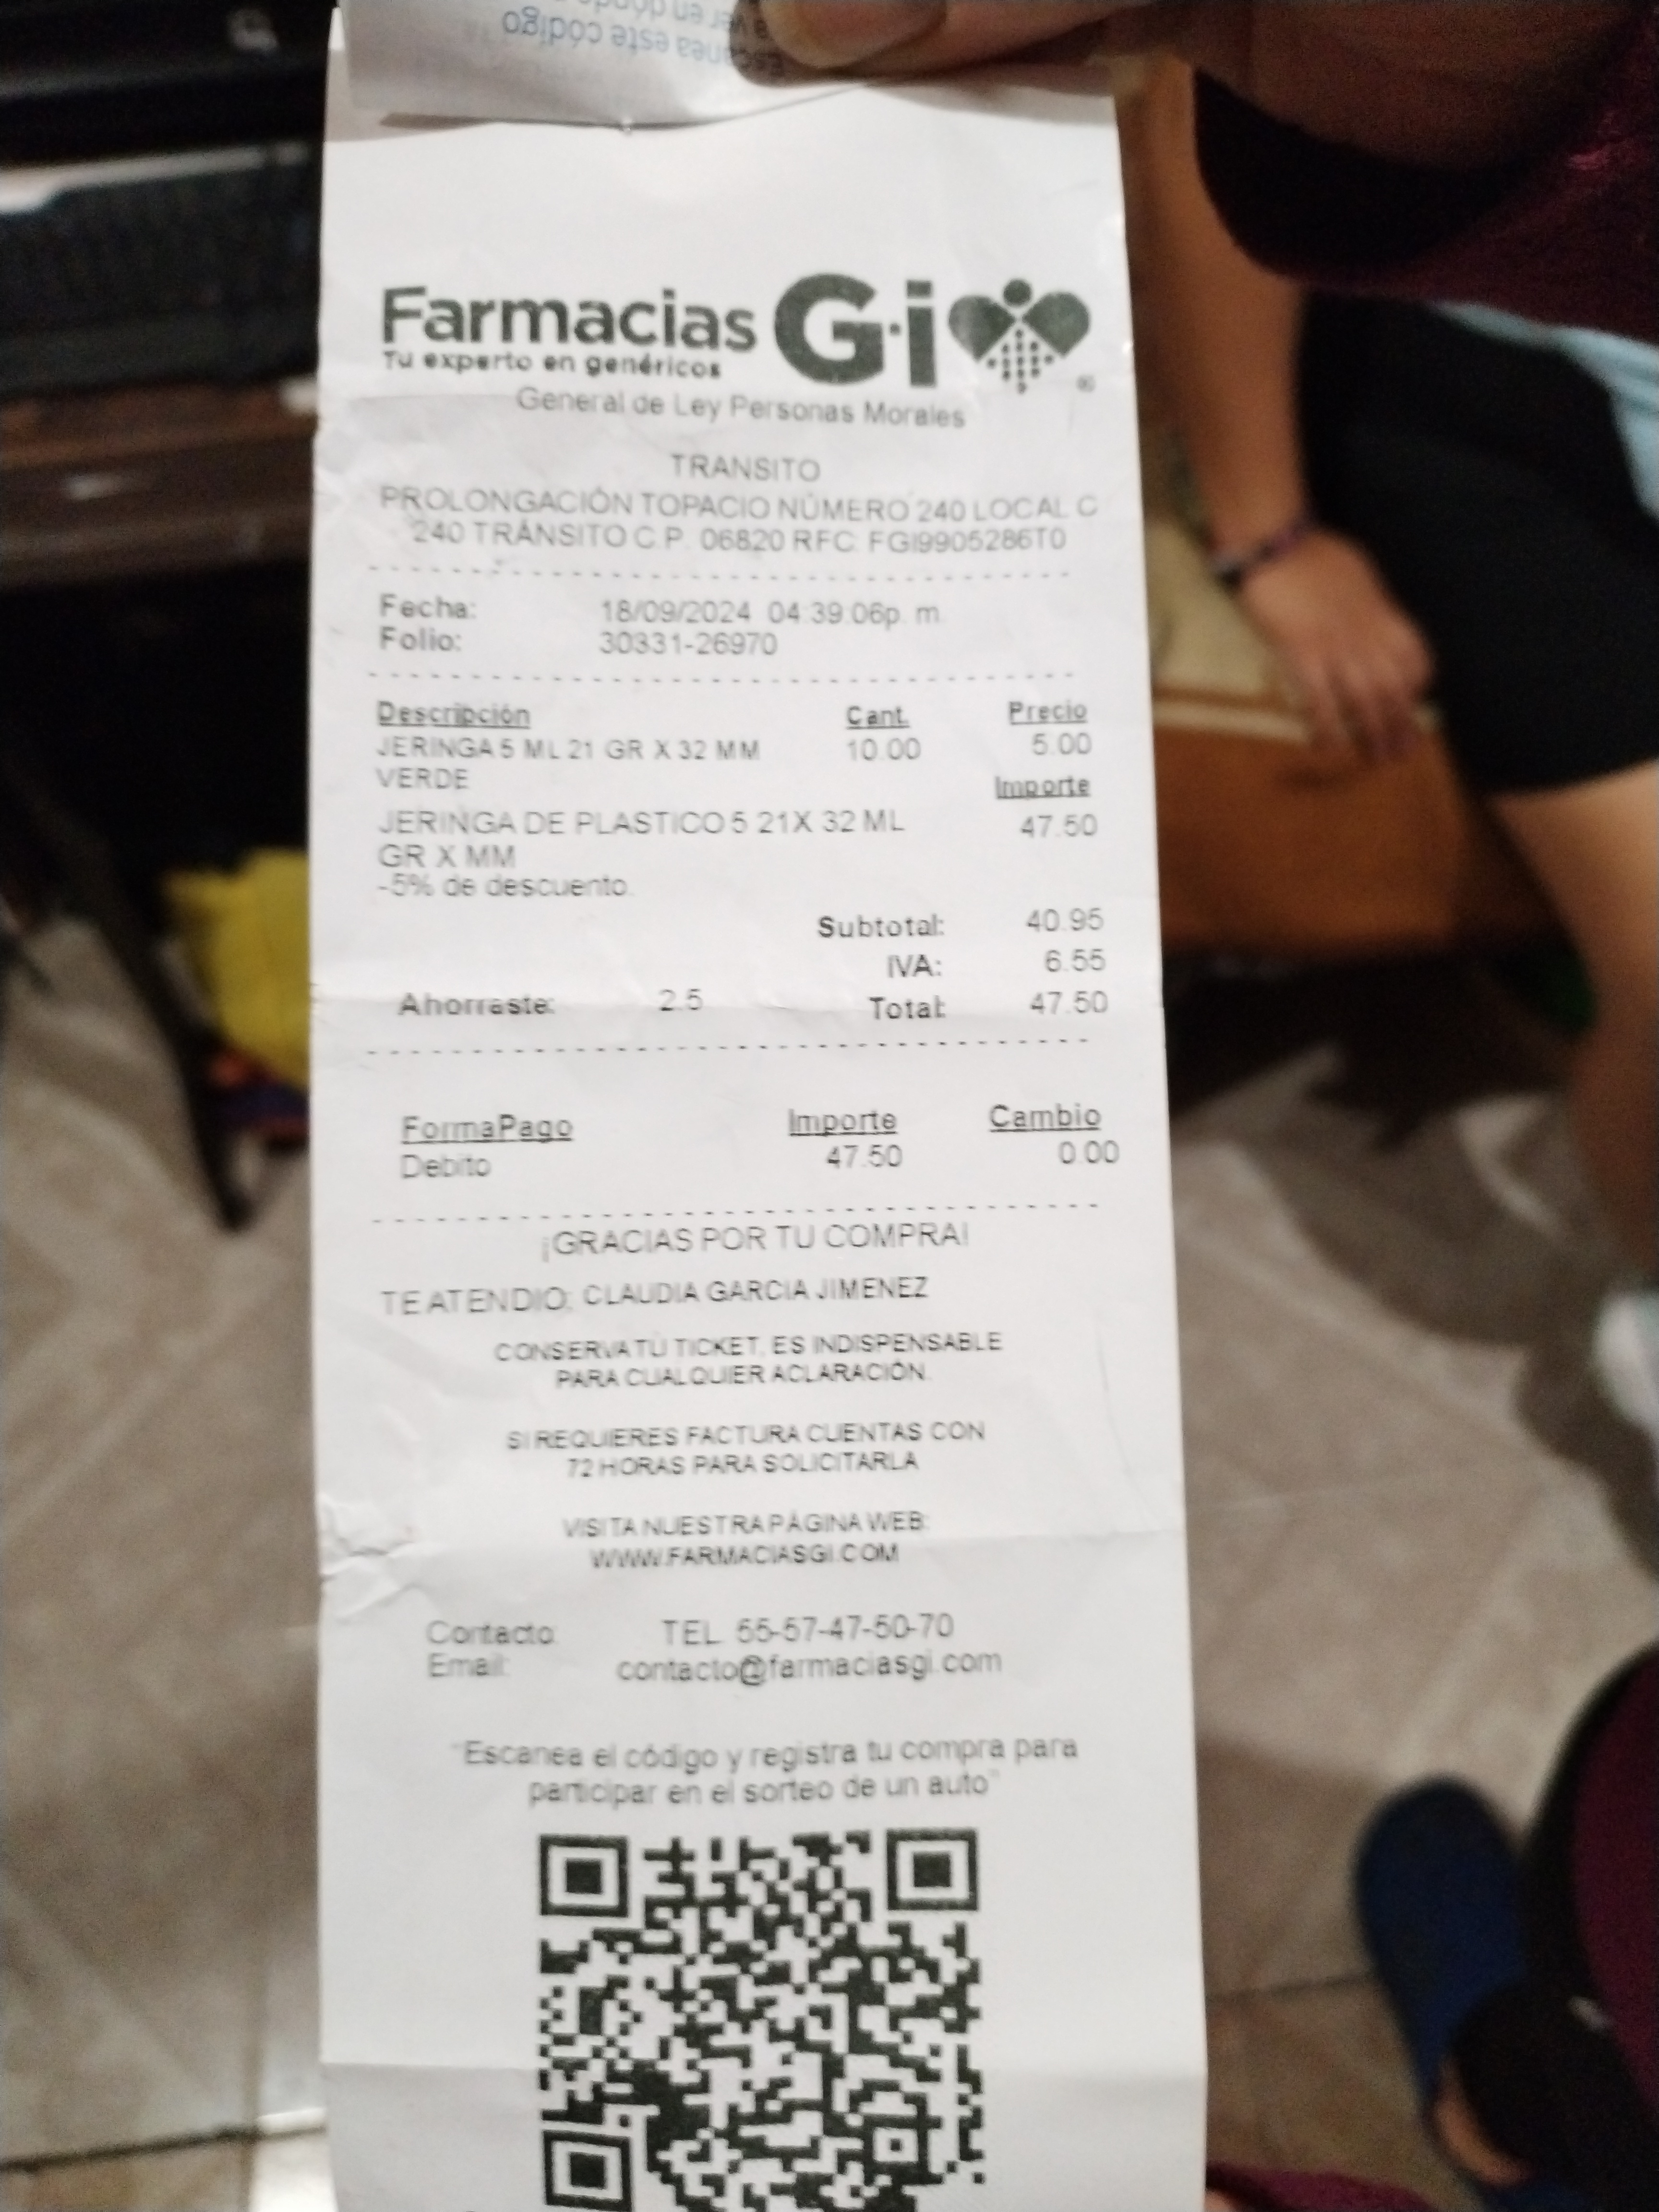 Escanea este código
ver en dónde
Farmacias G·i
Tu experto en genéricos
General de Ley Personas Morales
TRANSITO
PROLONGACIÓN TOPACIO NÚMERO 240 LOCAL C
240 TRÁNSITO C.P. 06820 RFC. FGI9905286T0
Fecha: 18/09/2024 04:39:06p. m.
Folio: 30331-26970
Descripción Cant. Precio
JERINGA 5 ML 21 GR X 32 MM 10.00 5.00
VERDE Importe
JERINGA DE PLASTICO 5 21X 32 ML 47.50
GR X MM
-5% de descuento.
Subtotal: 40.95
IVA: 6.55
Ahorraste: 2.5 Total: 47.50
FormaPago Importe Cambio
Debito 47.50 0.00
¡GRACIAS POR TU COMPRA!
TE ATENDIO: CLAUDIA GARCIA JIMENEZ
CONSERVA TÚ TICKET, ES INDISPENSABLE
PARA CUALQUIER ACLARACIÓN.
SI REQUIERES FACTURA CUENTAS CON
72 HORAS PARA SOLICITARLA
VISITA NUESTRA PÁGINA WEB:
WWW.FARMACIASGI.COM
Contacto: TEL. 55-57-47-50-70
Email: contacto@farmaciasgi.com
"Escanea el código y registra tu compra para
participar en el sorteo de un auto"